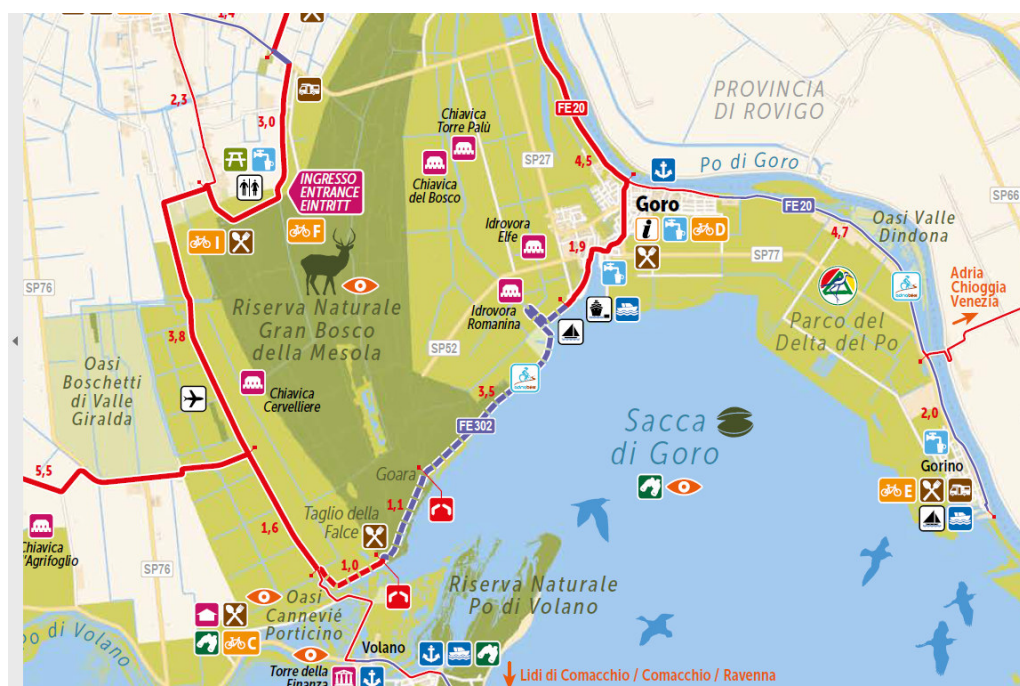 1,4
2,3
3,0
INGRESSO
ENTRANCE
EINTRITT
I
F
SP76
3,8
Oasi
Boschetti
di Valle
Giralda
Riserva Naturale
Gran Bosco
della Mesola
Chiavica
Cervelliere
5,5
Chiavica
l'Agrifoglio
1,6
SP76
Chiavica
Torre Palù
Chiavica
del Bosco
SP27
FE20
4,5
PROVINCIA
DI ROVIGO
Po di Goro
SP66
Goro
i
D
FE20
Oasi Valle
Dindona
4,7
SP77
Idrovora
Elfe
1,9
Idrovora
Romanina
SP52
Adria
Chioggia
Venezia
Parco del
Delta del Po
3,5
FE302
Sacca
di Goro
2,0
Gorino
E
Goara
1,1
Taglio della
Falce
1,0
Riserva Naturale
Po di Volano
Oasi
Cannevié
Porticino
C
Po di Volano
Volano
Torre della
Finanza
Lidi di Comacchio / Comacchio / Ravenna